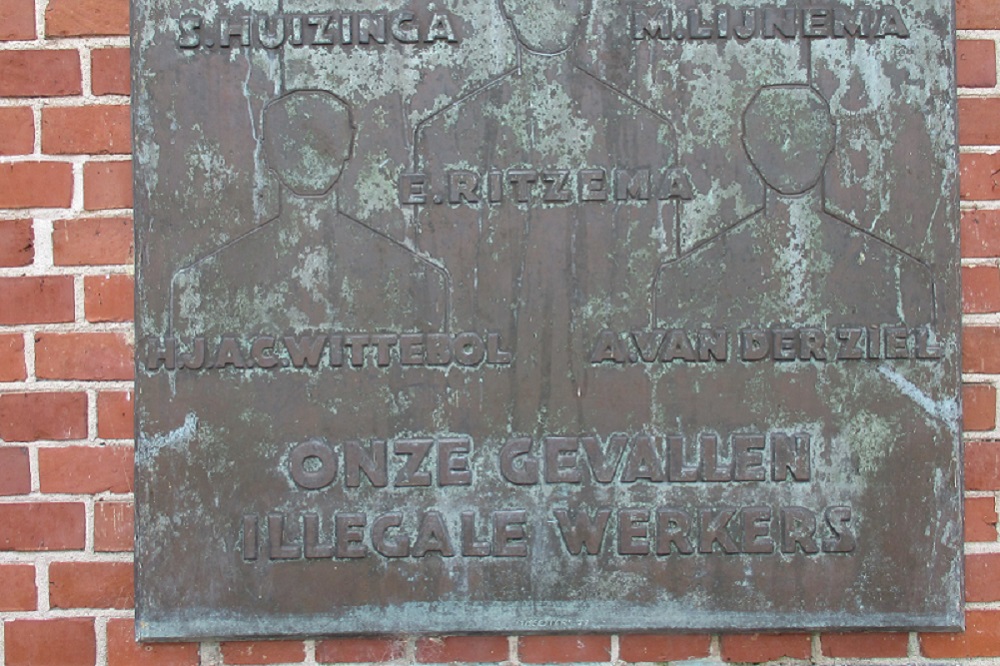 S.HUIZINGA M.LIJNEMA
E.RITZEMA
H.J.A.C.WITTEBOL A.VAN DER ZIEL
ONZE GEVALLEN
ILLEGALE WERKERS